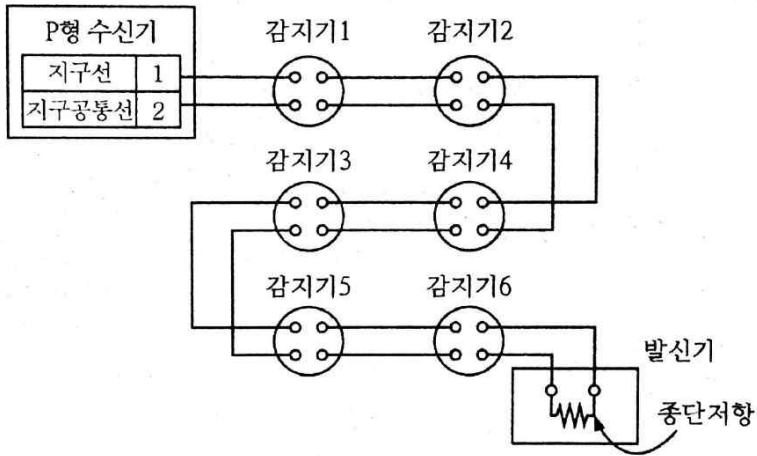 P형 수신기
지구선 1
지구공통선 2
감지기1
감지기2
감지기3
감지기4
감지기5
감지기6
발신기
종단저항